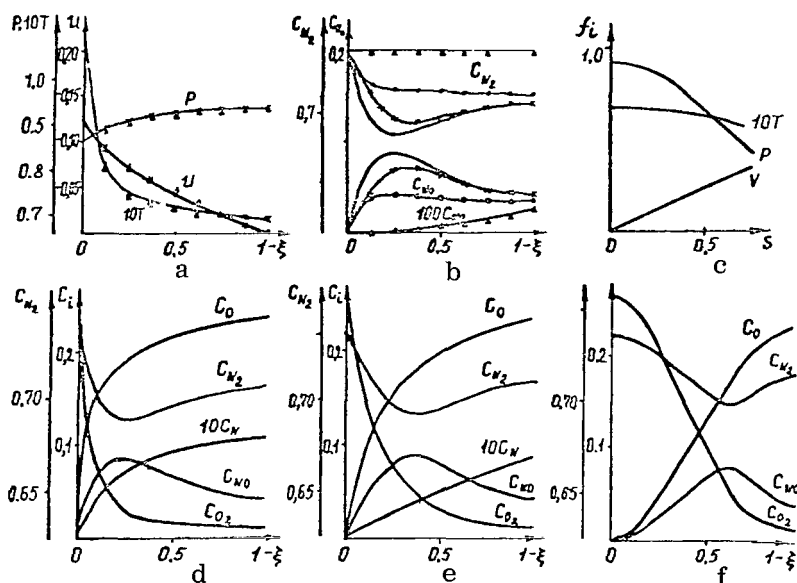 P,10T u
0,20
0,15
0,10
0,05
1,0
0,5
0,8
0,7
P
u
10T
0 0,5 1-ξ
a
C_N₂
0,2
0,7
C_N₂
C_NO
0 0,5 1-ξ
b
f_i
1,0
10T
P
V
0 0,5 S
c
C_N₂ C_i
0,2
0,70
0,1
0,65
C_O
C_N₂
10C_N
C_NO
C_O₂
0 0,5 1-ξ
d
C_N₂ C_i
0,2
0,70
0,1
0,65
C_O
C_N₂
10C_N
C_NO
C_O₂
0 0,5 1-ξ
e
0.2
0,70
0.1
0,65
C_O
C_N₂
C_NO
C_O₂
0 0,5 1-ξ
f